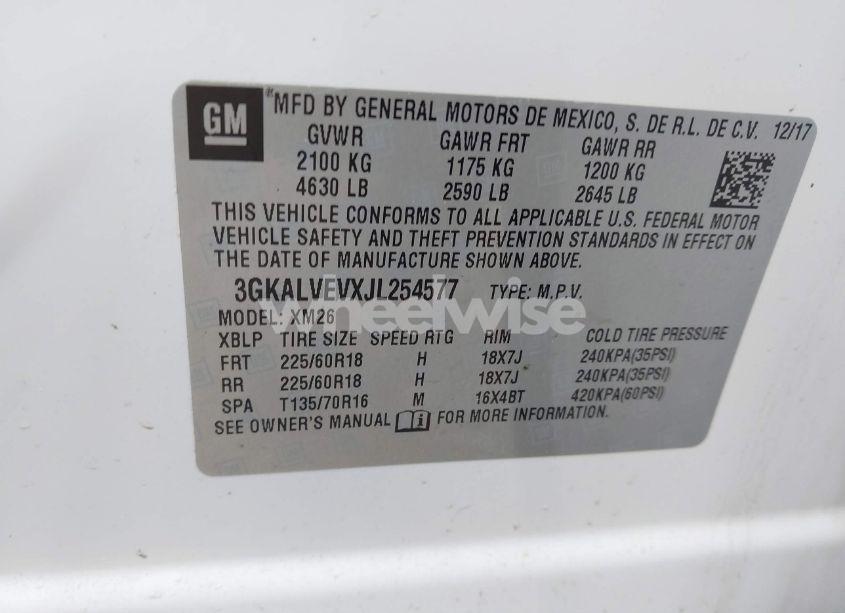 GM
*MFD BY GENERAL MOTORS DE MEXICO, S. DE R.L. DE C.V. 12/17
GVWR GAWR FRT GAWR RR
2100 KG 1175 KG 1200 KG
4630 LB 2590 LB 2645 LB
THIS VEHICLE CONFORMS TO ALL APPLICABLE U.S. FEDERAL MOTOR
VEHICLE SAFETY AND THEFT PREVENTION STANDARDS IN EFFECT ON
THE DATE OF MANUFACTURE SHOWN ABOVE.
3GKALVEVXJL254577 TYPE: M.P.V.
wheelwise
MODEL: XM26
XBLP TIRE SIZE SPEED RTG RIM COLD TIRE PRESSURE
FRT 225/60R18 H 18X7J 240KPA(35PSI)
RR 225/60R18 H 18X7J 240KPA(35PSI)
SPA T135/70R16 M 16X4BT 420KPA(60PSI)
SEE OWNER'S MANUAL FOR MORE INFORMATION.